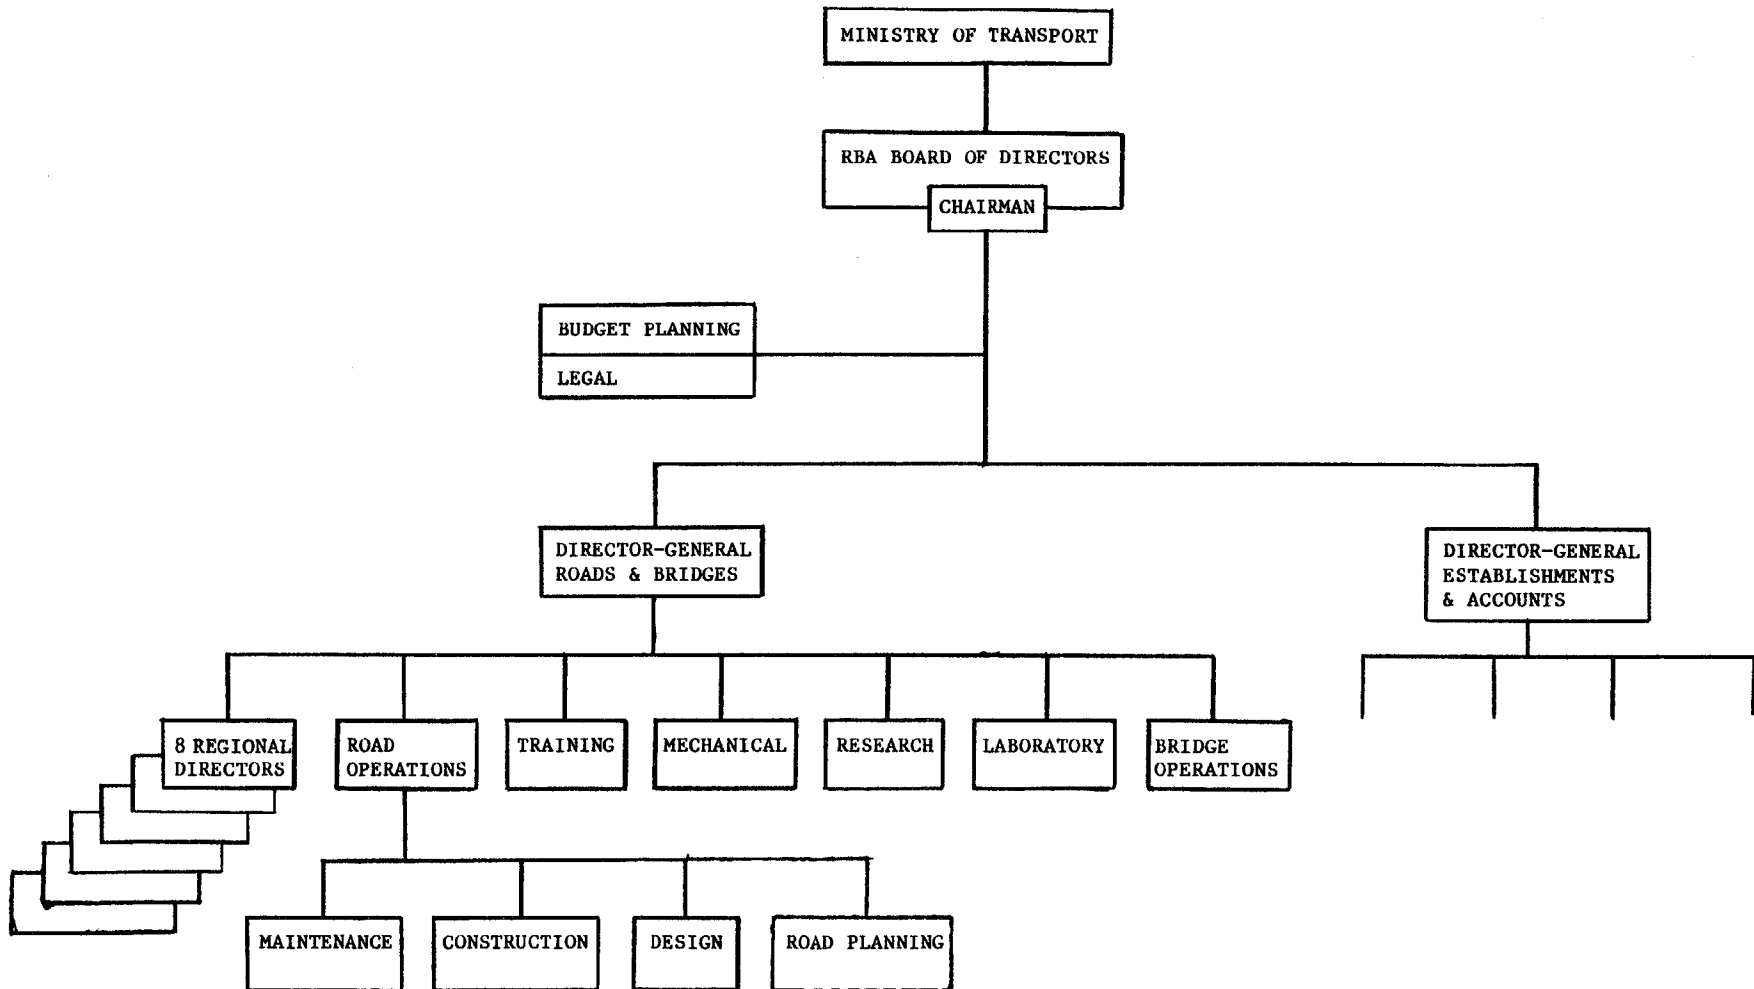 MINISTRY OF TRANSPORT
RBA BOARD OF DIRECTORS
CHAIRMAN
BUDGET PLANNING
LEGAL
DIRECTOR-GENERAL
ROADS & BRIDGES
DIRECTOR-GENERAL
ESTABLISHMENTS
& ACCOUNTS
8 REGIONAL
DIRECTORS
ROAD
OPERATIONS
TRAINING
MECHANICAL
RESEARCH
LABORATORY
BRIDGE
OPERATIONS
MAINTENANCE
CONSTRUCTION
DESIGN
ROAD PLANNING